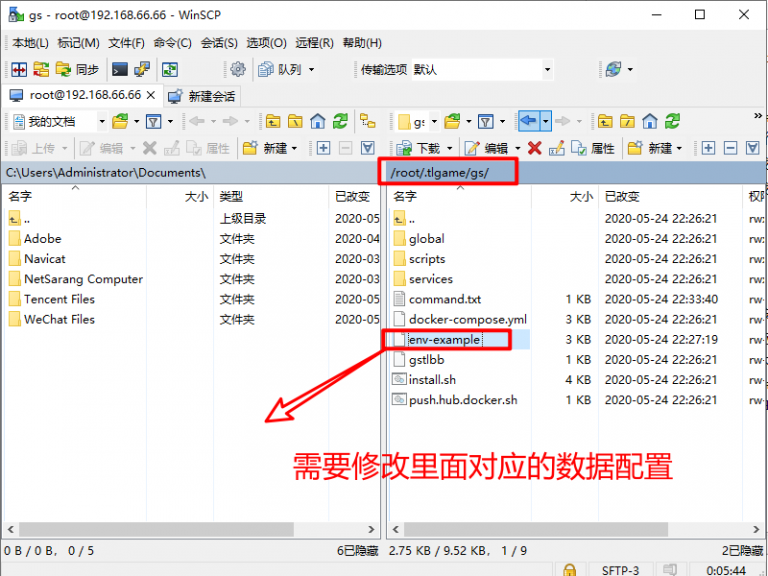 gs - root@192.168.66.66 - WinSCP
本地(L) 标记(M) 文件(F) 命令(C) 会话(S) 选项(O) 远程(R) 帮助(H)
同步 队列 传输选项 默认
root@192.168.66.66 新建会话
我的文档 gs
上传 编辑 属性 新建 下载 编辑 属性 新建
C:\Users\Administrator\Documents\ /root/.tlgame/gs/
名字 大小 类型 已改变 名字 大小 已改变 权限
.. 上级目录 2020-05 .. 2020-05-24 22:26:21 rw
Adobe 文件夹 2020-04 global 2020-05-24 22:26:21 rw
Navicat 文件夹 2020-03 scripts 2020-05-24 22:26:21 rw
NetSarang Computer 文件夹 2020-03 services 2020-05-24 22:26:21 rw
Tencent Files 文件夹 2020-05 command.txt 1 KB 2020-05-24 22:33:40 rw-
WeChat Files 文件夹 2020-05 docker-compose.yml 3 KB 2020-05-24 22:26:21 rw-
env-example 3 KB 2020-05-24 22:27:19 rw-
gstlbb 1 KB 2020-05-24 22:26:21 rw-
install.sh 4 KB 2020-05-24 22:26:21 rw-
push.hub.docker.sh 1 KB 2020-05-24 22:26:21 rw-
需要修改里面对应的数据配置
0 B / 0 B， 0 / 5 6已隐藏 2.75 KB / 9.52 KB， 1 / 9 2已隐藏
SFTP-3 0:05:44